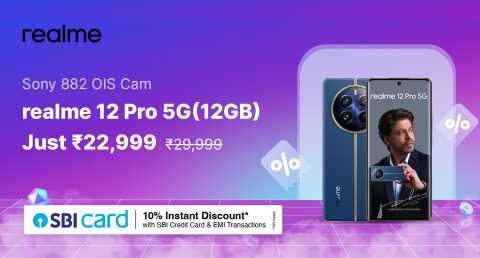 realme
Sony 882 OIS Cam
realme 12 Pro 5G(12GB)
Just ₹22,999 ₹29,999
realme 12 Pro 5G
%
%
realme
SBI card
10% Instant Discount*
with SBI Credit Card & EMI Transactions